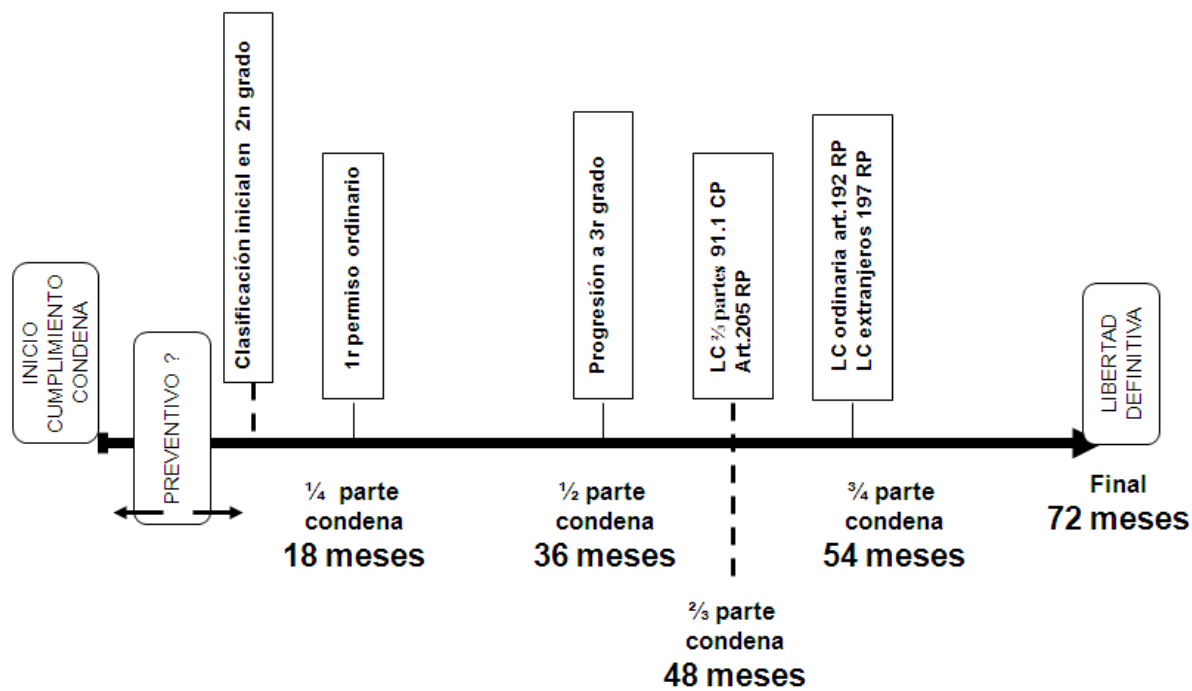 INICIO
CUMPLIMIENTO
CONDENA
PREVENTIVO ?
Clasificación inicial en 2n grado
1r permiso ordinario
Progresión a 3r grado
LC ⅔ partes 91.1 CP
Art.205 RP
LC ordinaria art.192 RP
LC extranjeros 197 RP
LIBERTAD
DEFINITIVA
¼ parte
condena
18 meses
½ parte
condena
36 meses
⅔ parte
condena
48 meses
¾ parte
condena
54 meses
Final
72 meses